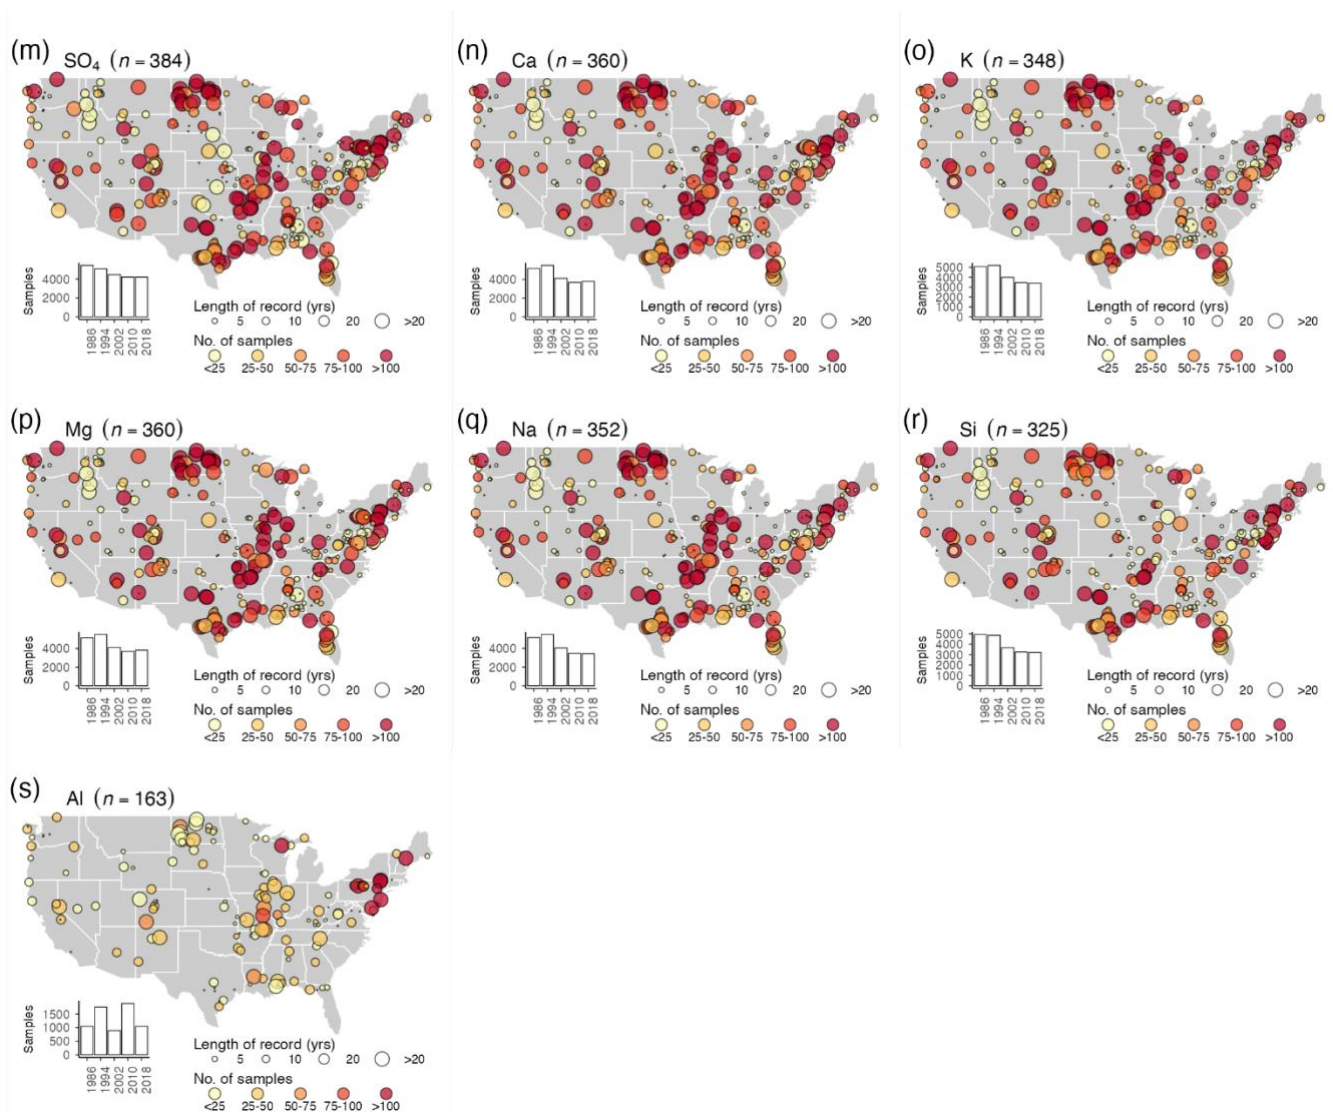 (m) SO₄ (n = 384)
Samples
4000
2000
0
1986 1994 2002 2010 2018
Length of record (yrs)
5 10 20 >20
No. of samples
<25 25-50 50-75 75-100 >100
(n) Ca (n = 360)
Samples
4000
2000
0
1986 1994 2002 2010 2018
Length of record (yrs)
5 10 20 >20
No. of samples
<25 25-50 50-75 75-100 >100
(o) K (n = 348)
Samples
5000
4000
3000
2000
1000
0
1986 1994 2002 2010 2018
Length of record (yrs)
5 10 20 >20
No. of samples
<25 25-50 50-75 75-100 >100
(p) Mg (n = 360)
Samples
4000
2000
0
1986 1994 2002 2010 2018
Length of record (yrs)
5 10 20 >20
No. of samples
<25 25-50 50-75 75-100 >100
(q) Na (n = 352)
Samples
4000
2000
0
1986 1994 2002 2010 2018
Length of record (yrs)
5 10 20 >20
No. of samples
<25 25-50 50-75 75-100 >100
(r) Si (n = 325)
Samples
5000
4000
3000
2000
1000
0
1986 1994 2002 2010 2018
Length of record (yrs)
5 10 20 >20
No. of samples
<25 25-50 50-75 75-100 >100
(s) Al (n = 163)
Samples
1500
1000
500
0
1986 1994 2002 2010 2018
Length of record (yrs)
5 10 20 >20
No. of samples
<25 25-50 50-75 75-100 >100